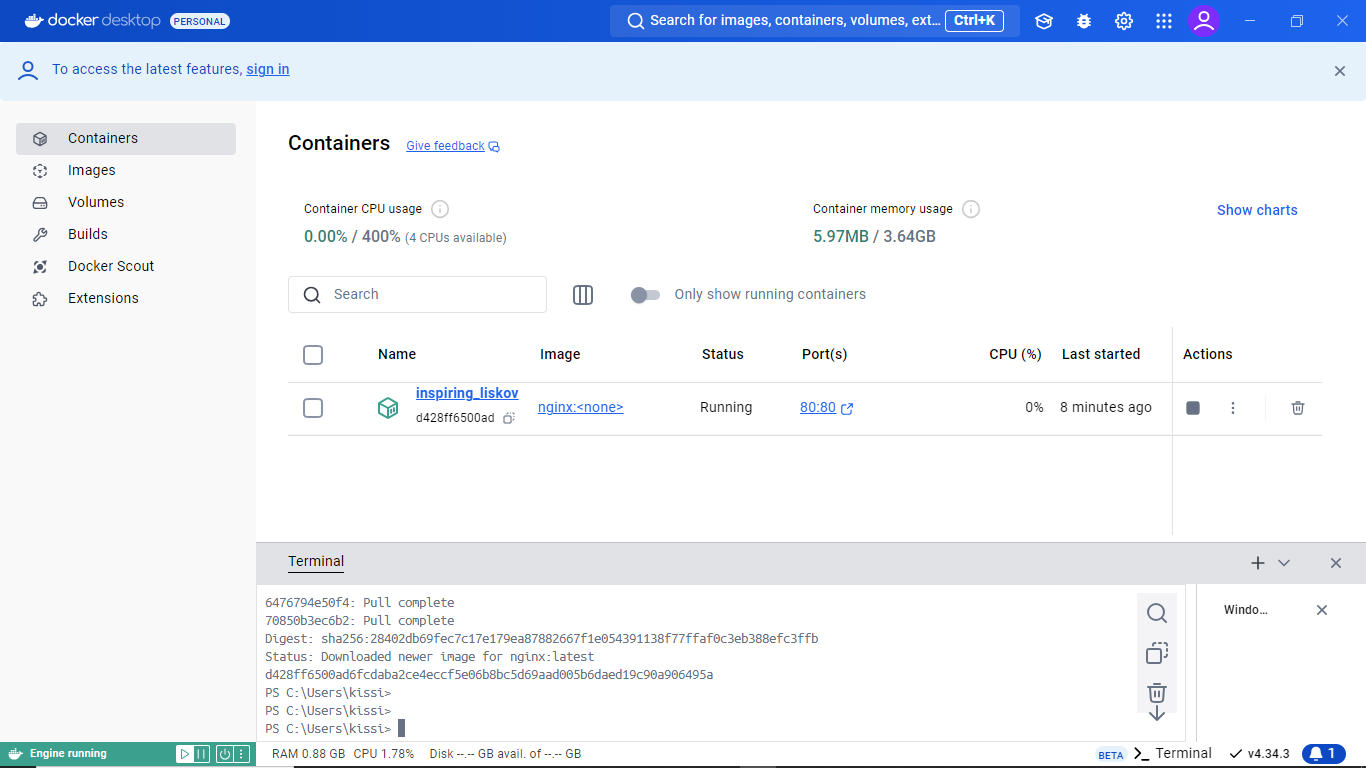 docker desktop PERSONAL
Search for images, containers, volumes, ext... Ctrl+K
To access the latest features, sign in
Containers
Images
Volumes
Builds
Docker Scout
Extensions
Containers Give feedback
Container CPU usage
0.00% / 400% (4 CPUs available)
Container memory usage
5.97MB / 3.64GB
Show charts
Search
Only show running containers
Name Image Status Port(s) CPU (%) Last started Actions
inspiring_liskov
d428ff6500ad
nginx:<none> Running 80:80 0% 8 minutes ago
Terminal
6476794e50f4: Pull complete
70850b3ec6b2: Pull complete
Digest: sha256:28402db69fec7c17e179ea87882667f1e054391138f77ffaf0c3eb388efc3ffb
Status: Downloaded newer image for nginx:latest
d428ff6500ad6fcdaba2ce4eccf5e06b8bc5d69aad005b6daed19c90a906495a
PS C:\Users\kissi>
PS C:\Users\kissi>
PS C:\Users\kissi>
Windo...
Engine running
RAM 0.88 GB CPU 1.78% Disk --.-- GB avail. of --.-- GB
BETA Terminal v4.34.3 1